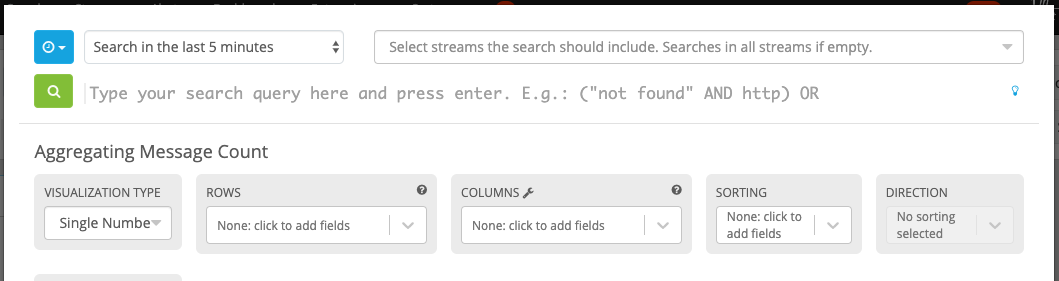 Search in the last 5 minutes
Select streams the search should include. Searches in all streams if empty.
Type your search query here and press enter. E.g.: ("not found" AND http) OR
Aggregating Message Count
VISUALIZATION TYPE
Single Numbe
ROWS
None: click to add fields
COLUMNS
None: click to add fields
SORTING
None: click to
add fields
DIRECTION
No sorting
selected